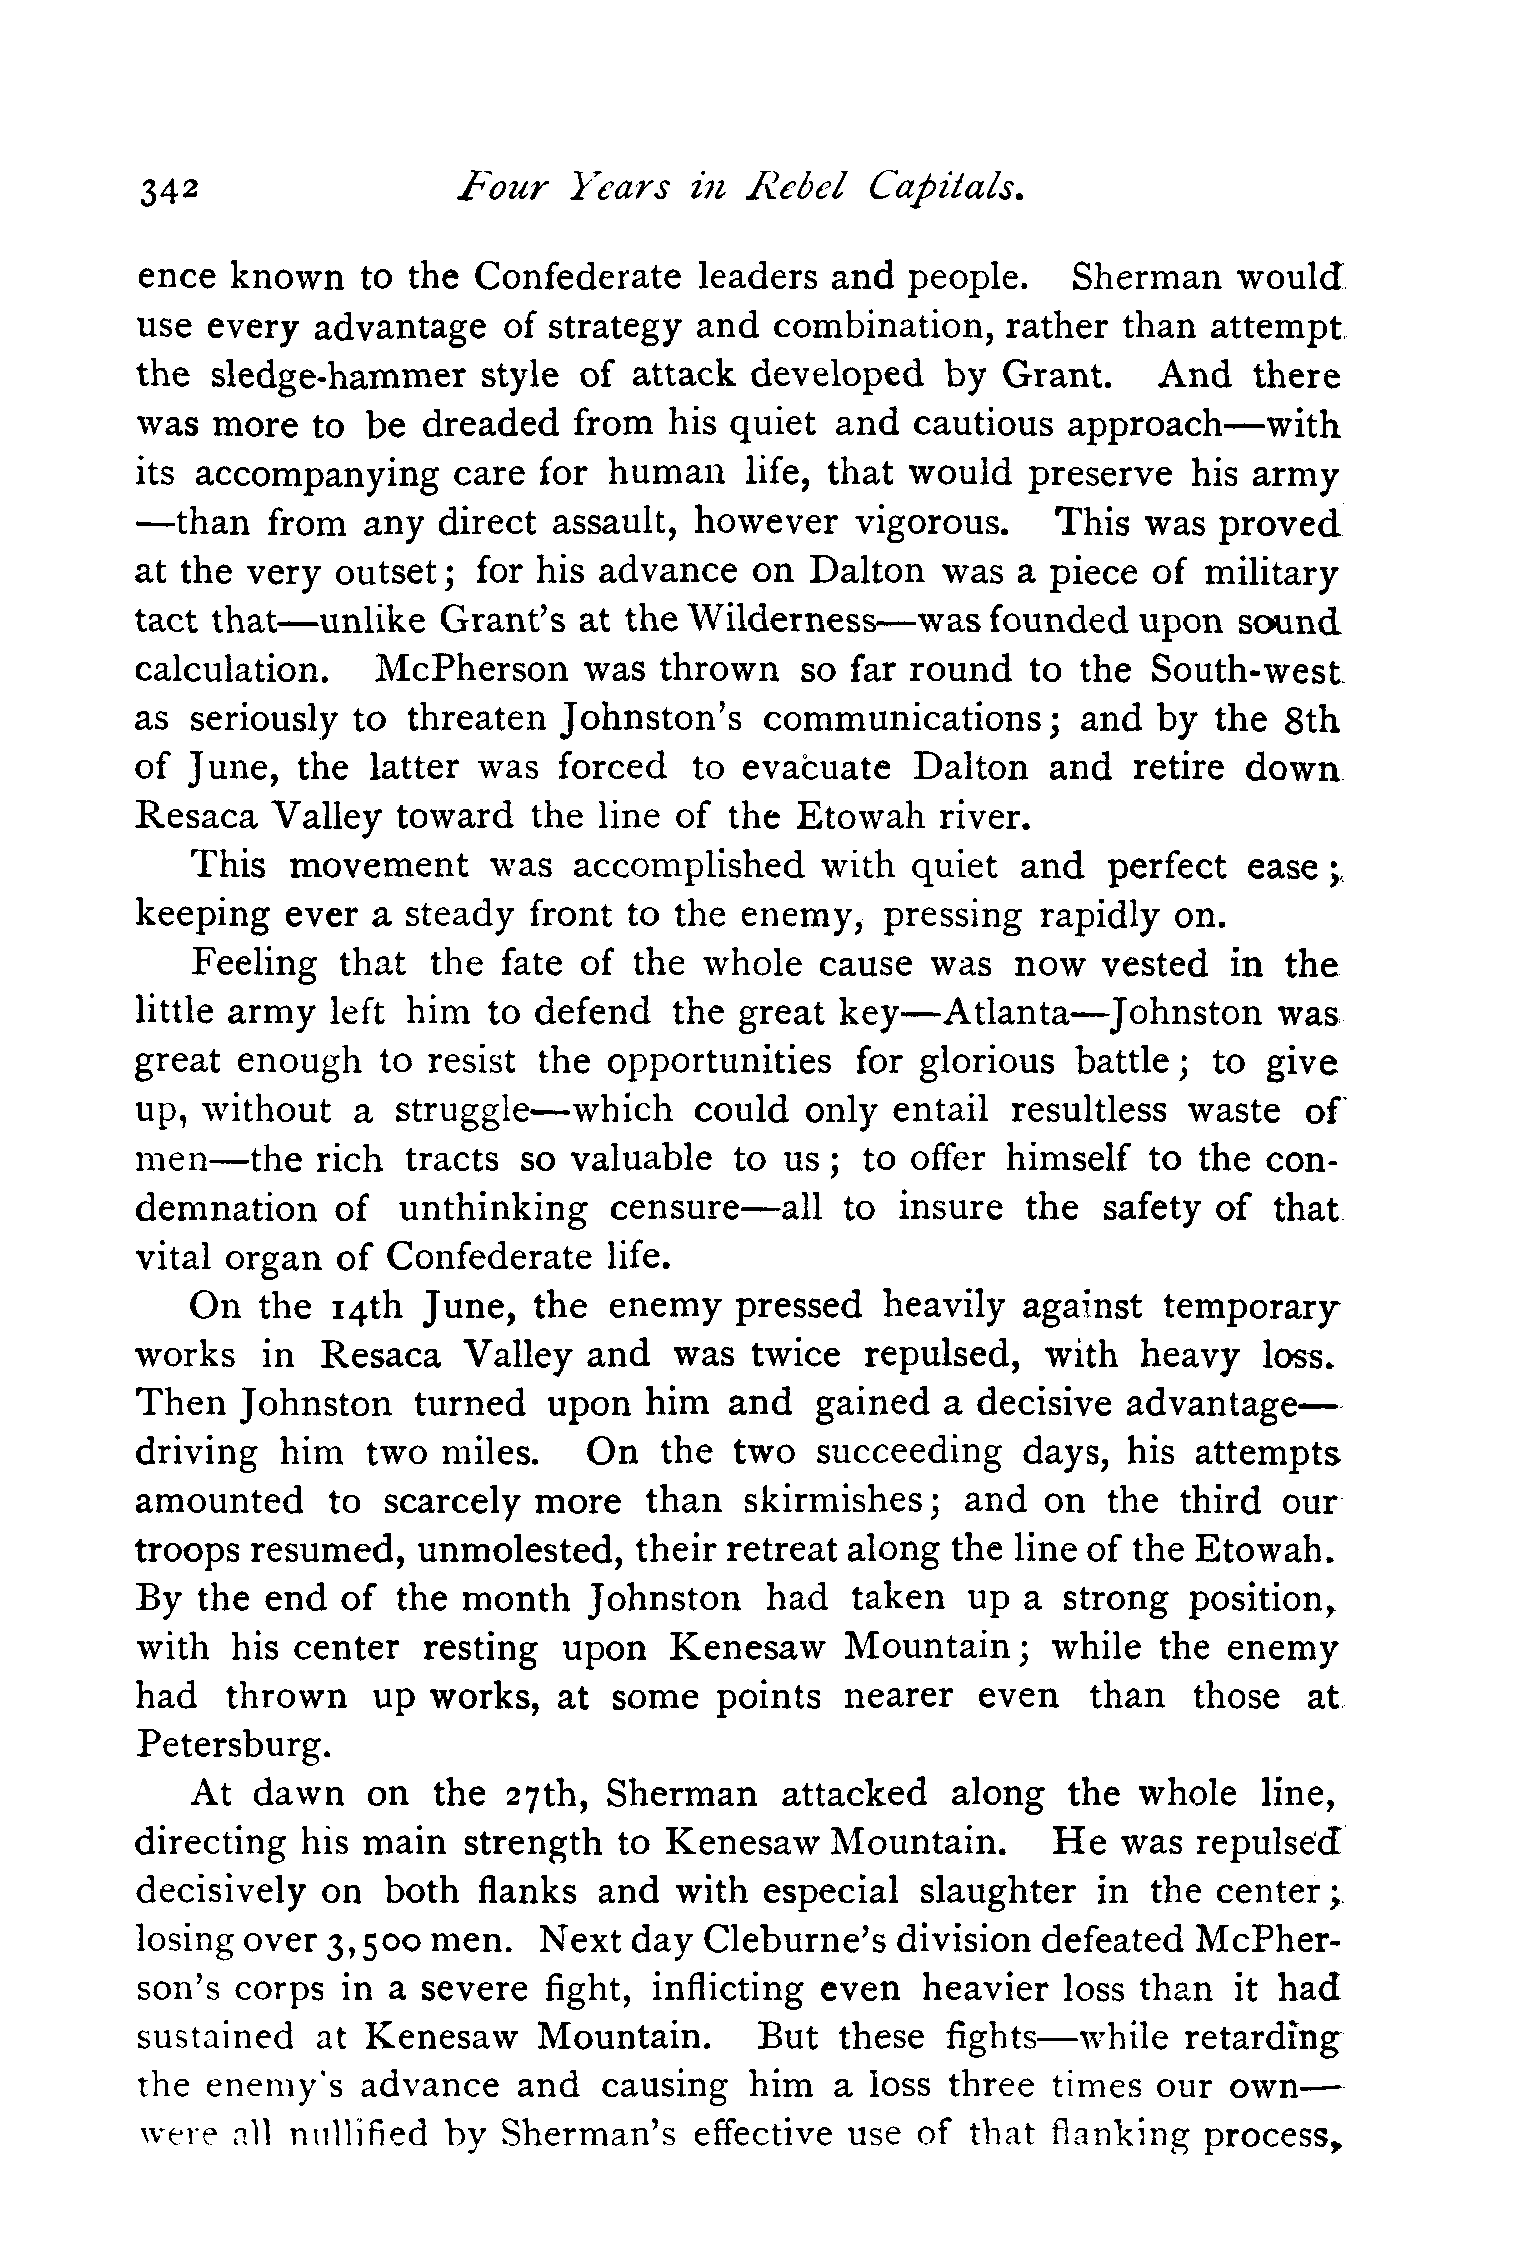 342 Four Years in Rebel Capitals.
ence known to the Confederate leaders and people. Sherman would
use every advantage of strategy and combination, rather than attempt
the sledge-hammer style of attack developed by Grant. And there
was more to be dreaded from his quiet and cautious approach—with
its accompanying care for human life, that would preserve his army
—than from any direct assault, however vigorous. This was proved
at the very outset; for his advance on Dalton was a piece of military
tact that—unlike Grant's at the Wilderness—was founded upon sound
calculation. McPherson was thrown so far round to the South-west
as seriously to threaten Johnston's communications; and by the 8th
of June, the latter was forced to evacuate Dalton and retire down
Resaca Valley toward the line of the Etowah river.
This movement was accomplished with quiet and perfect ease;
keeping ever a steady front to the enemy, pressing rapidly on.
Feeling that the fate of the whole cause was now vested in the
little army left him to defend the great key—Atlanta—Johnston was
great enough to resist the opportunities for glorious battle; to give
up, without a struggle—which could only entail resultless waste of
men—the rich tracts so valuable to us; to offer himself to the con-
demnation of unthinking censure—all to insure the safety of that
vital organ of Confederate life.
On the 14th June, the enemy pressed heavily against temporary
works in Resaca Valley and was twice repulsed, with heavy loss.
Then Johnston turned upon him and gained a decisive advantage—
driving him two miles. On the two succeeding days, his attempts
amounted to scarcely more than skirmishes; and on the third our
troops resumed, unmolested, their retreat along the line of the Etowah.
By the end of the month Johnston had taken up a strong position,
with his center resting upon Kenesaw Mountain; while the enemy
had thrown up works, at some points nearer even than those at
Petersburg.
At dawn on the 27th, Sherman attacked along the whole line,
directing his main strength to Kenesaw Mountain. He was repulsed
decisively on both flanks and with especial slaughter in the center;
losing over 3,500 men. Next day Cleburne's division defeated McPher-
son's corps in a severe fight, inflicting even heavier loss than it had
sustained at Kenesaw Mountain. But these fights—while retarding
the enemy's advance and causing him a loss three times our own—
were all nullified by Sherman's effective use of that flanking process,